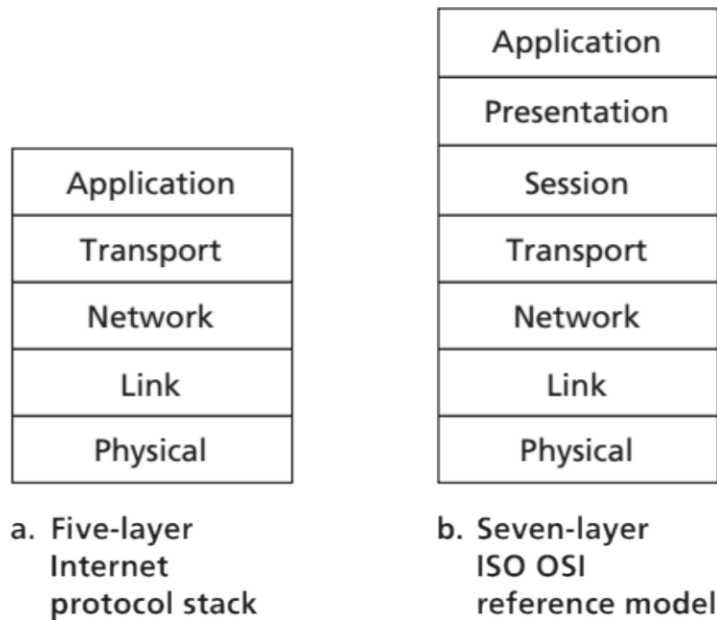 Application
Transport
Network
Link
Physical
a. Five-layer
Internet
protocol stack
Application
Presentation
Session
Transport
Network
Link
Physical
b. Seven-layer
ISO OSI
reference model